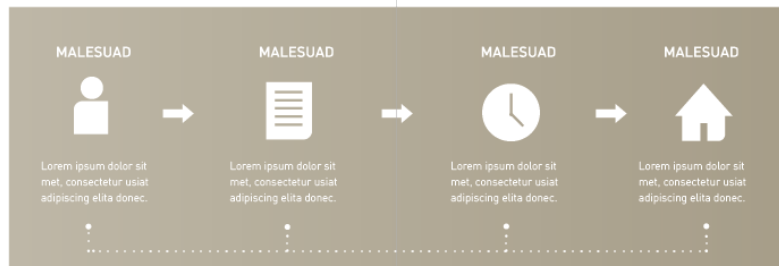 MALESUAD
Lorem ipsum dolor sit
met, consectetur usiat
adipiscing elita donec.
MALESUAD
Lorem ipsum dolor sit
met, consectetur usiat
adipiscing elita donec.
MALESUAD
Lorem ipsum dolor sit
met, consectetur usiat
adipiscing elita donec.
MALESUAD
Lorem ipsum dolor sit
met, consectetur usiat
adipiscing elita donec.